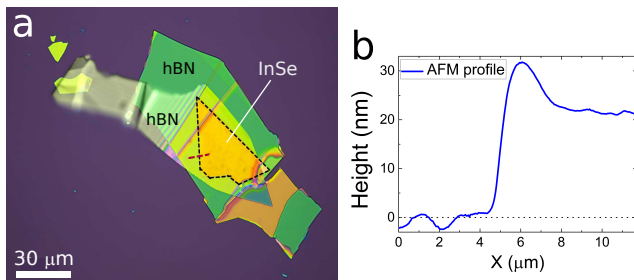 a
hBN
InSe
hBN
30 μm
b
AFM profile
Height (nm)
30
20
10
0
0 2 4 6 8 10
X (μm)